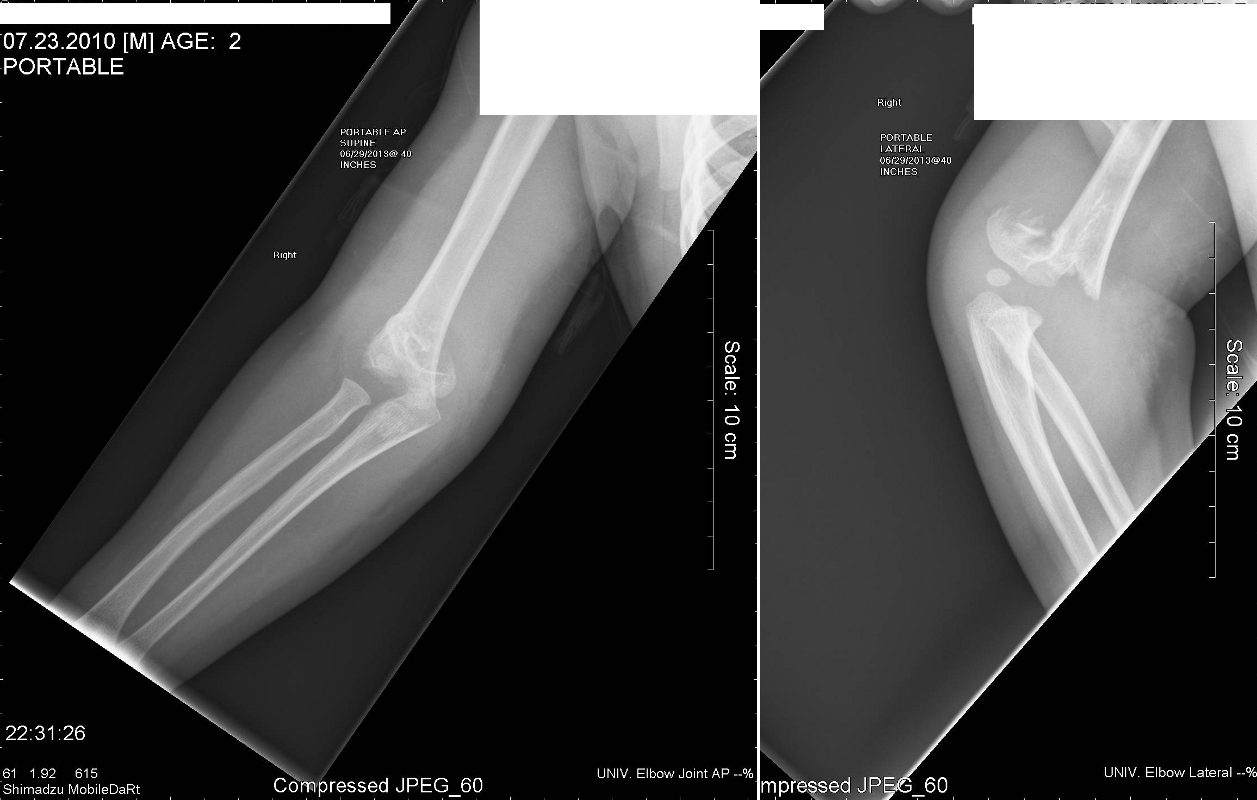 07.23.2010 [M] AGE: 2
PORTABLE
PORTABLE AP
SUPINE
06/29/2013@ 40
INCHES
Right
Scale: 10 cm
22:31:26
61 1.92 615
Shimadzu MobileDaRt
Compressed JPEG_60
UNIV. Elbow Joint AP --%
Right
PORTABLE
LATERAL
06/29/2013@40
INCHES
Scale: 10 cm
mpressed JPEG_60
UNIV. Elbow Lateral --%